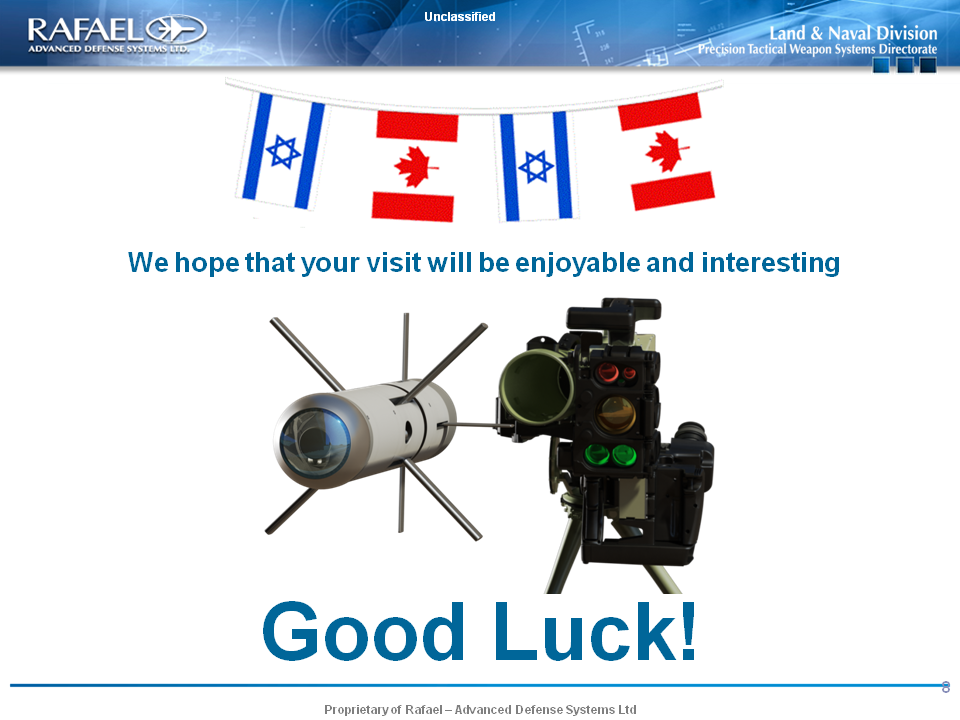 Unclassified
RAFAEL
ADVANCED DEFENSE SYSTEMS LTD.
Land & Naval Division
Precision Tactical Weapon Systems Directorate
We hope that your visit will be enjoyable and interesting
Good Luck!
8
Proprietary of Rafael – Advanced Defense Systems Ltd